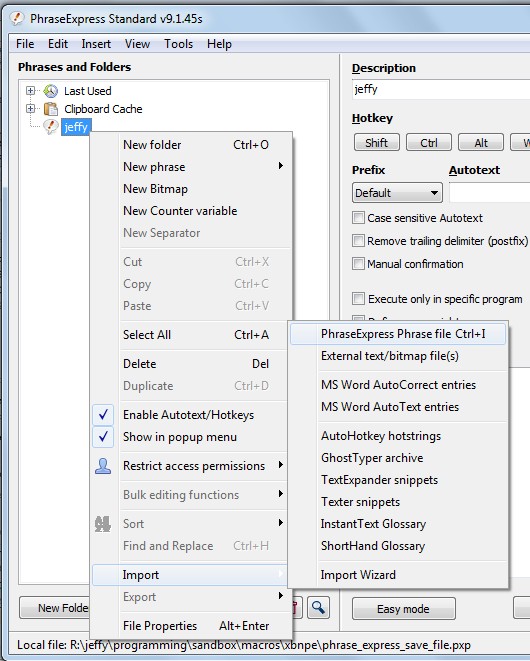 PhraseExpress Standard v9.1.45s
File Edit Insert View Tools Help
Phrases and Folders
Last Used
Clipboard Cache
jeffy
New folder Ctrl+O
New phrase
New Bitmap
New Counter variable
New Separator
Cut Ctrl+X
Copy Ctrl+C
Paste Ctrl+V
Select All Ctrl+A
Delete Del
Duplicate Ctrl+D
Enable Autotext/Hotkeys
Show in popup menu
Restrict access permissions
Bulk editing functions
Sort
Find and Replace Ctrl+H
Import
Export
File Properties Alt+Enter
Description
jeffy
Hotkey
Shift Ctrl Alt W
Prefix Autotext
Default
Case sensitive Autotext
Remove trailing delimiter (postfix)
Manual confirmation
Execute only in specific program
PhraseExpress Phrase file Ctrl+I
External text/bitmap file(s)
MS Word AutoCorrect entries
MS Word AutoText entries
AutoHotkey hotstrings
GhostTyper archive
TextExpander snippets
Texter snippets
InstantText Glossary
ShortHand Glossary
Import Wizard
New Folde
Easy mode
Local file: R:\jeffy\programming\sandbox\macros\xbnpe\phrase_express_save_file.pxp